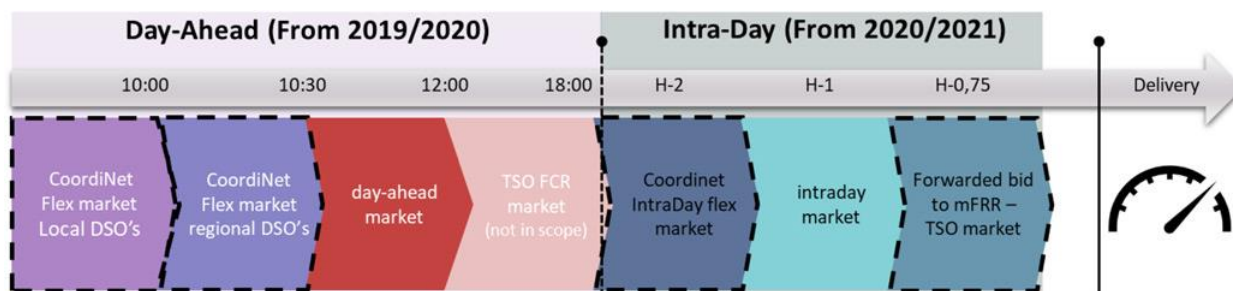 Day-Ahead (From 2019/2020)
Intra-Day (From 2020/2021)
10:00
10:30
12:00
18:00
H-2
H-1
H-0,75
Delivery
CoordiNet
Flex market
Local DSO's
CoordiNet
Flex market
regional DSO's
day-ahead
market
TSO FCR
market
(not in scope)
Coordinet
IntraDay flex
market
intraday
market
Forwarded bid
to mFRR –
TSO market